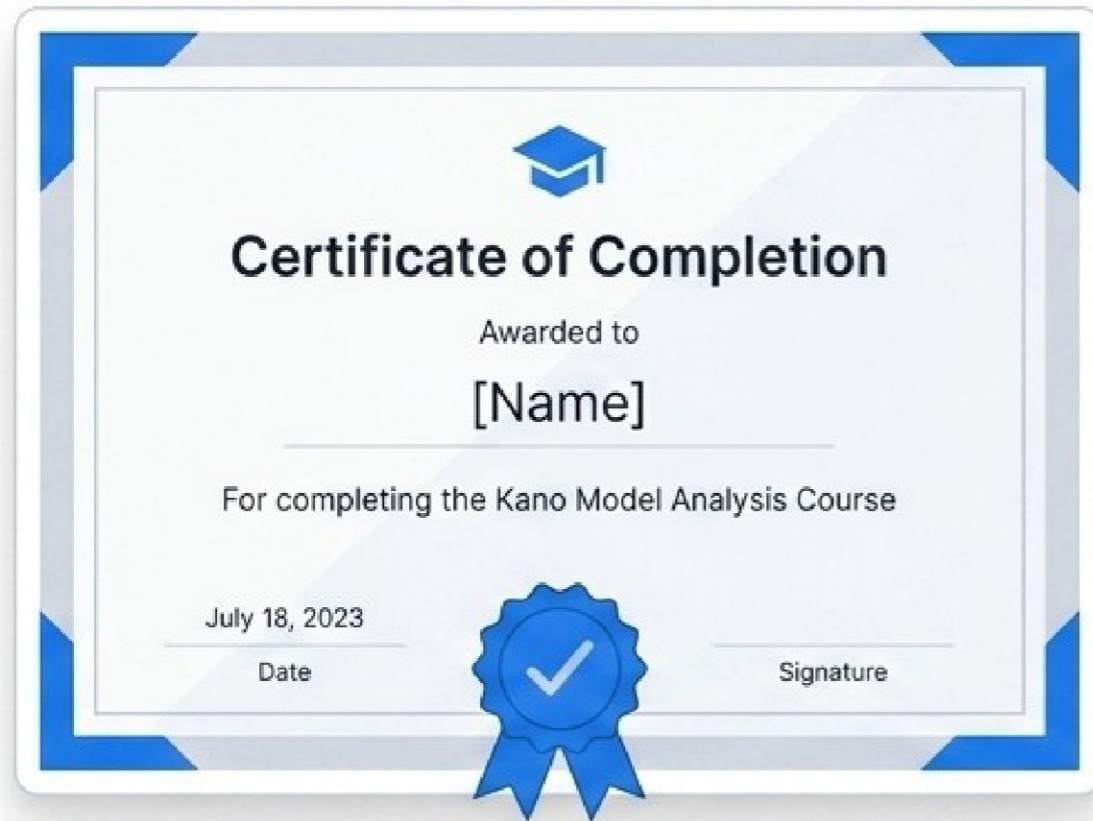 Certificate of Completion
Awarded to
[Name]
For completing the Kano Model Analysis Course
July 18, 2023
Date
Signature